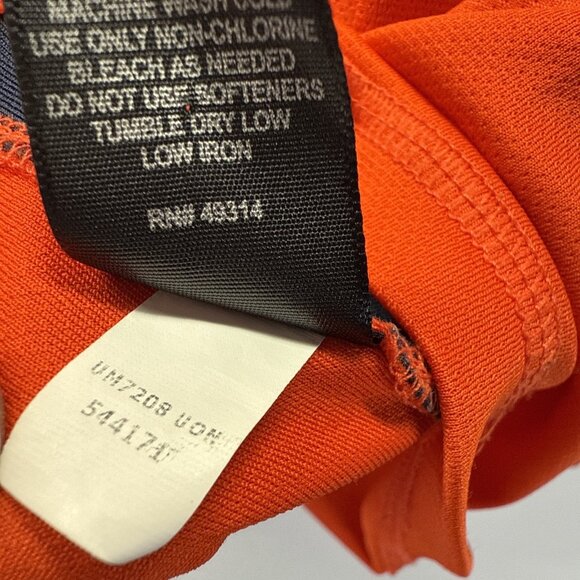 MACHINE WASH COLD
USE ONLY NON-CHLORINE
BLEACH AS NEEDED
DO NOT USE SOFTENERS
TUMBLE DRY LOW
LOW IRON
RN# 49314
UM7208 UON
544174